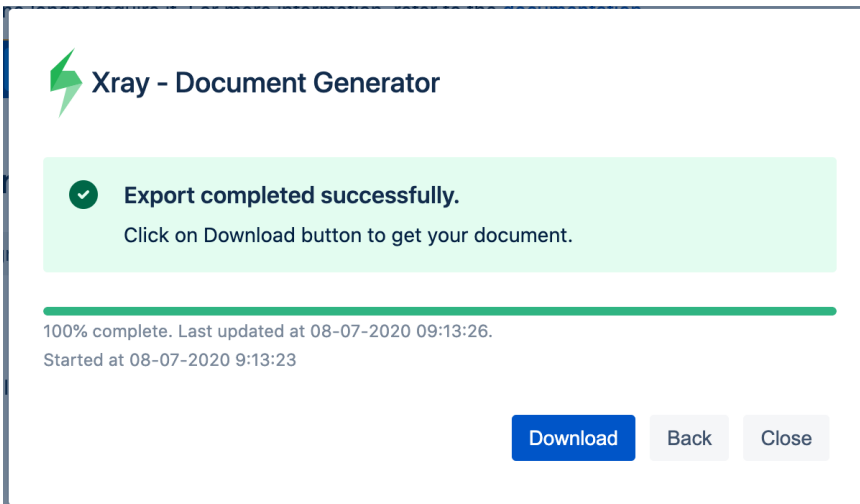 Xray - Document Generator
Export completed successfully.
Click on Download button to get your document.
100% complete. Last updated at 08-07-2020 09:13:26.
Started at 08-07-2020 9:13:23
Download Back Close